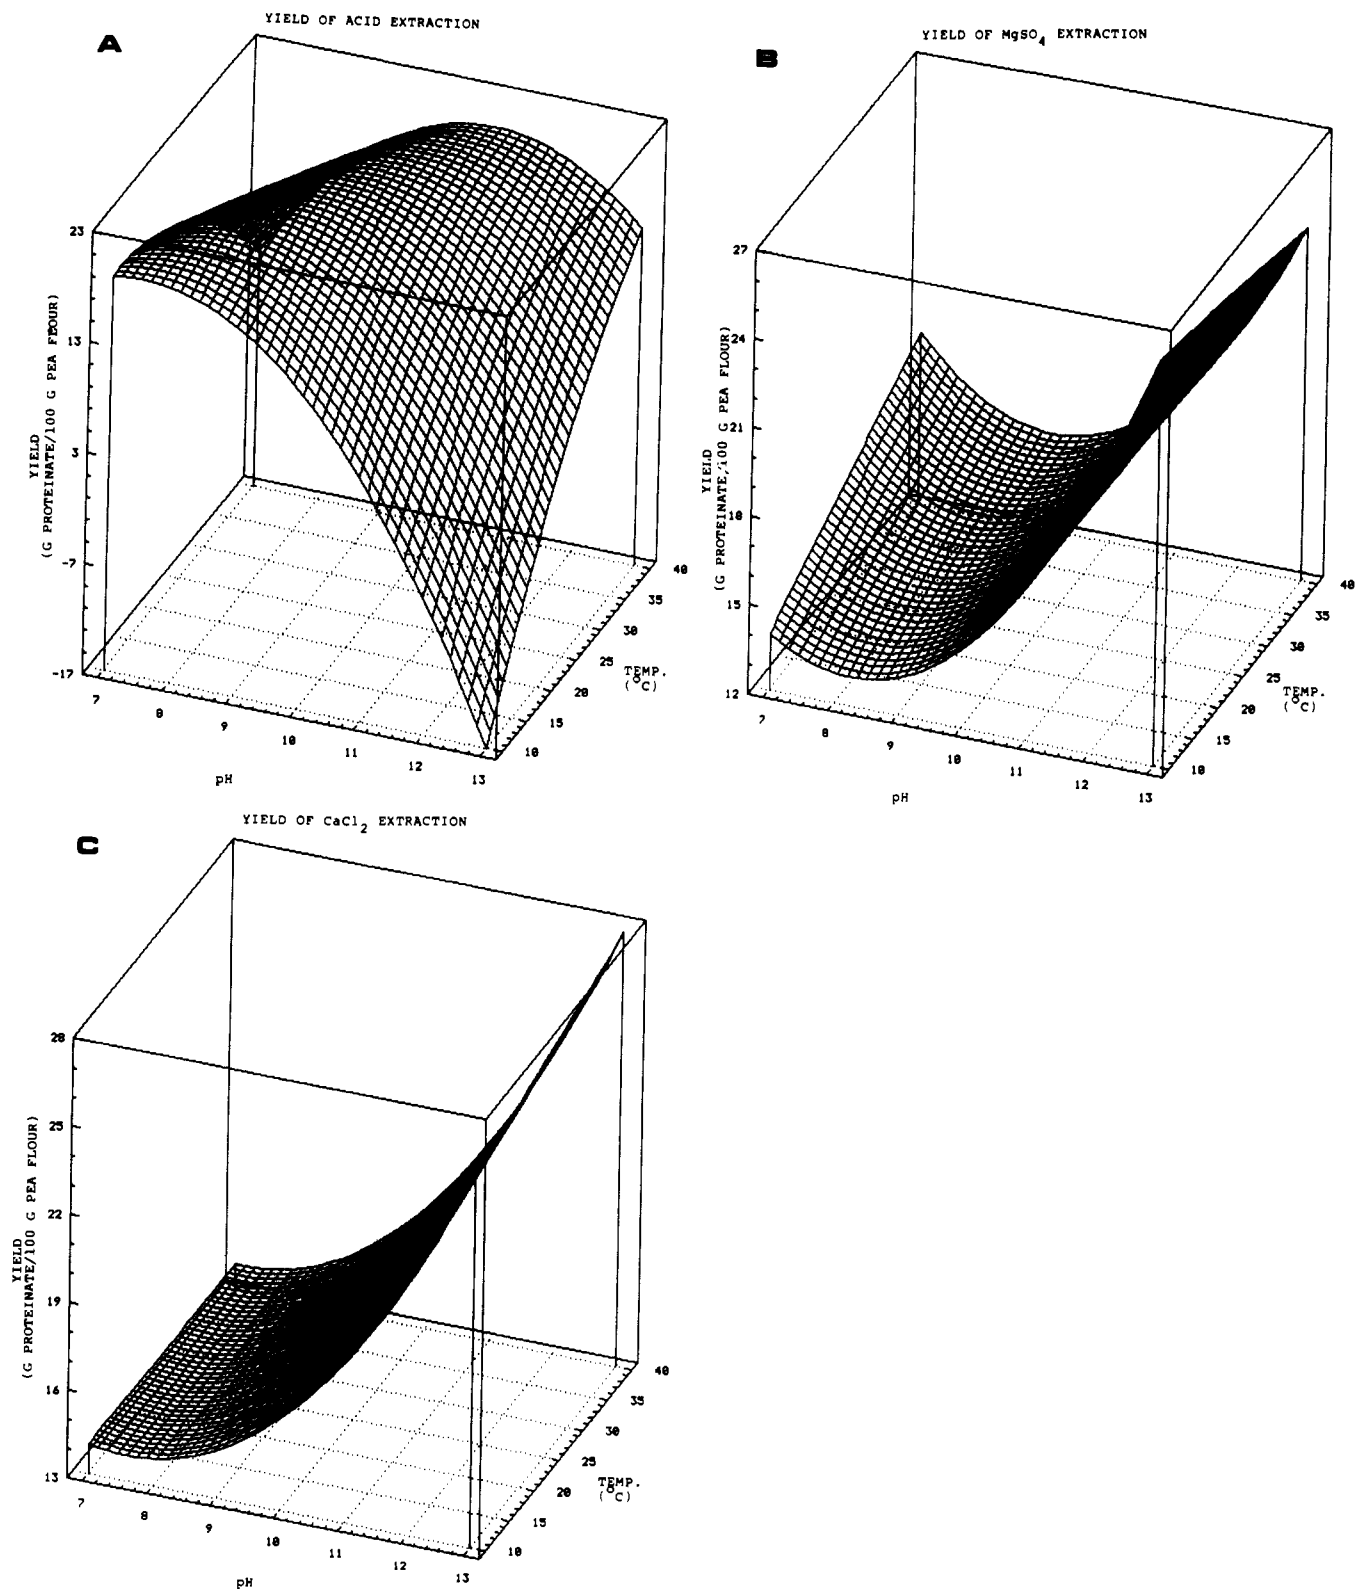 YIELD OF ACID EXTRACTION
A
23
13
3
-7
-17
YIELD
(G PROTEINATE/100 G PEA FLOUR)
7
8
9
10
11
12
13
pH
10
15
20
25
30
35
40
TEMP.
(°C)
YIELD OF MgSO4 EXTRACTION
B
27
24
21
18
15
12
YIELD
(G PROTEINATE/100 G PEA FLOUR)
7
8
9
10
11
12
13
pH
10
15
20
25
30
35
40
TEMP.
(°C)
YIELD OF CaCl2 EXTRACTION
C
28
25
22
19
16
13
YIELD
(G PROTEINATE/100 G PEA FLOUR)
7
8
9
10
11
12
13
pH
10
15
20
25
30
35
40
TEMP.
(°C)